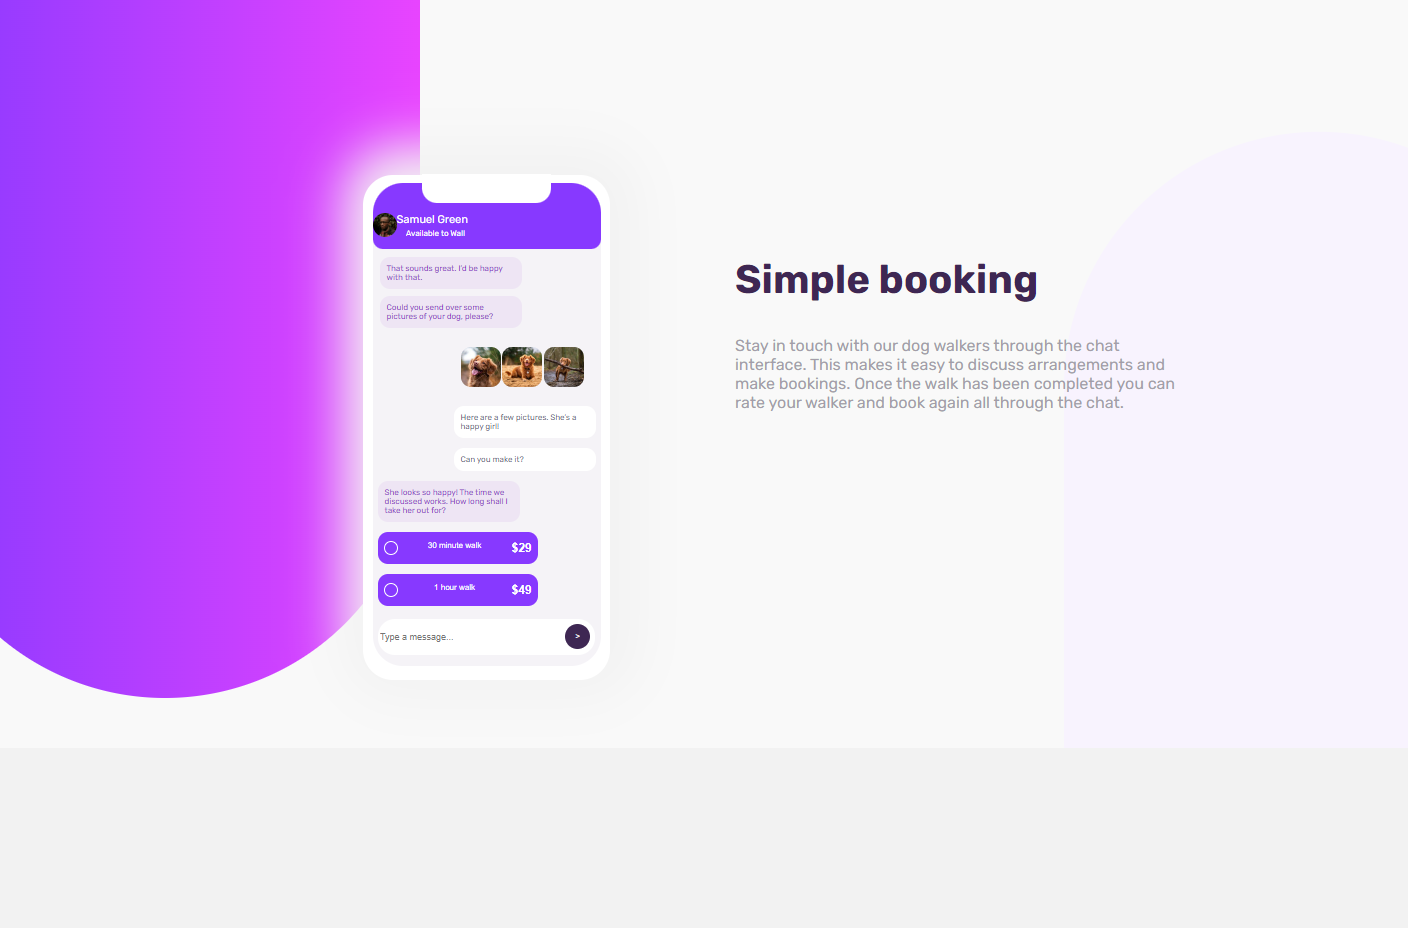 Samuel Green
Available to Wall
That sounds great. I'd be happy
with that.
Could you send over some
pictures of your dog, please?
Here are a few pictures. She's a
happy girl!
Can you make it?
She looks so happy! The time we
discussed works. How long shall I
take her out for?
30 minute walk $29
1 hour walk $49
Type a message... >
Simple booking
Stay in touch with our dog walkers through the chat
interface. This makes it easy to discuss arrangements and
make bookings. Once the walk has been completed you can
rate your walker and book again all through the chat.